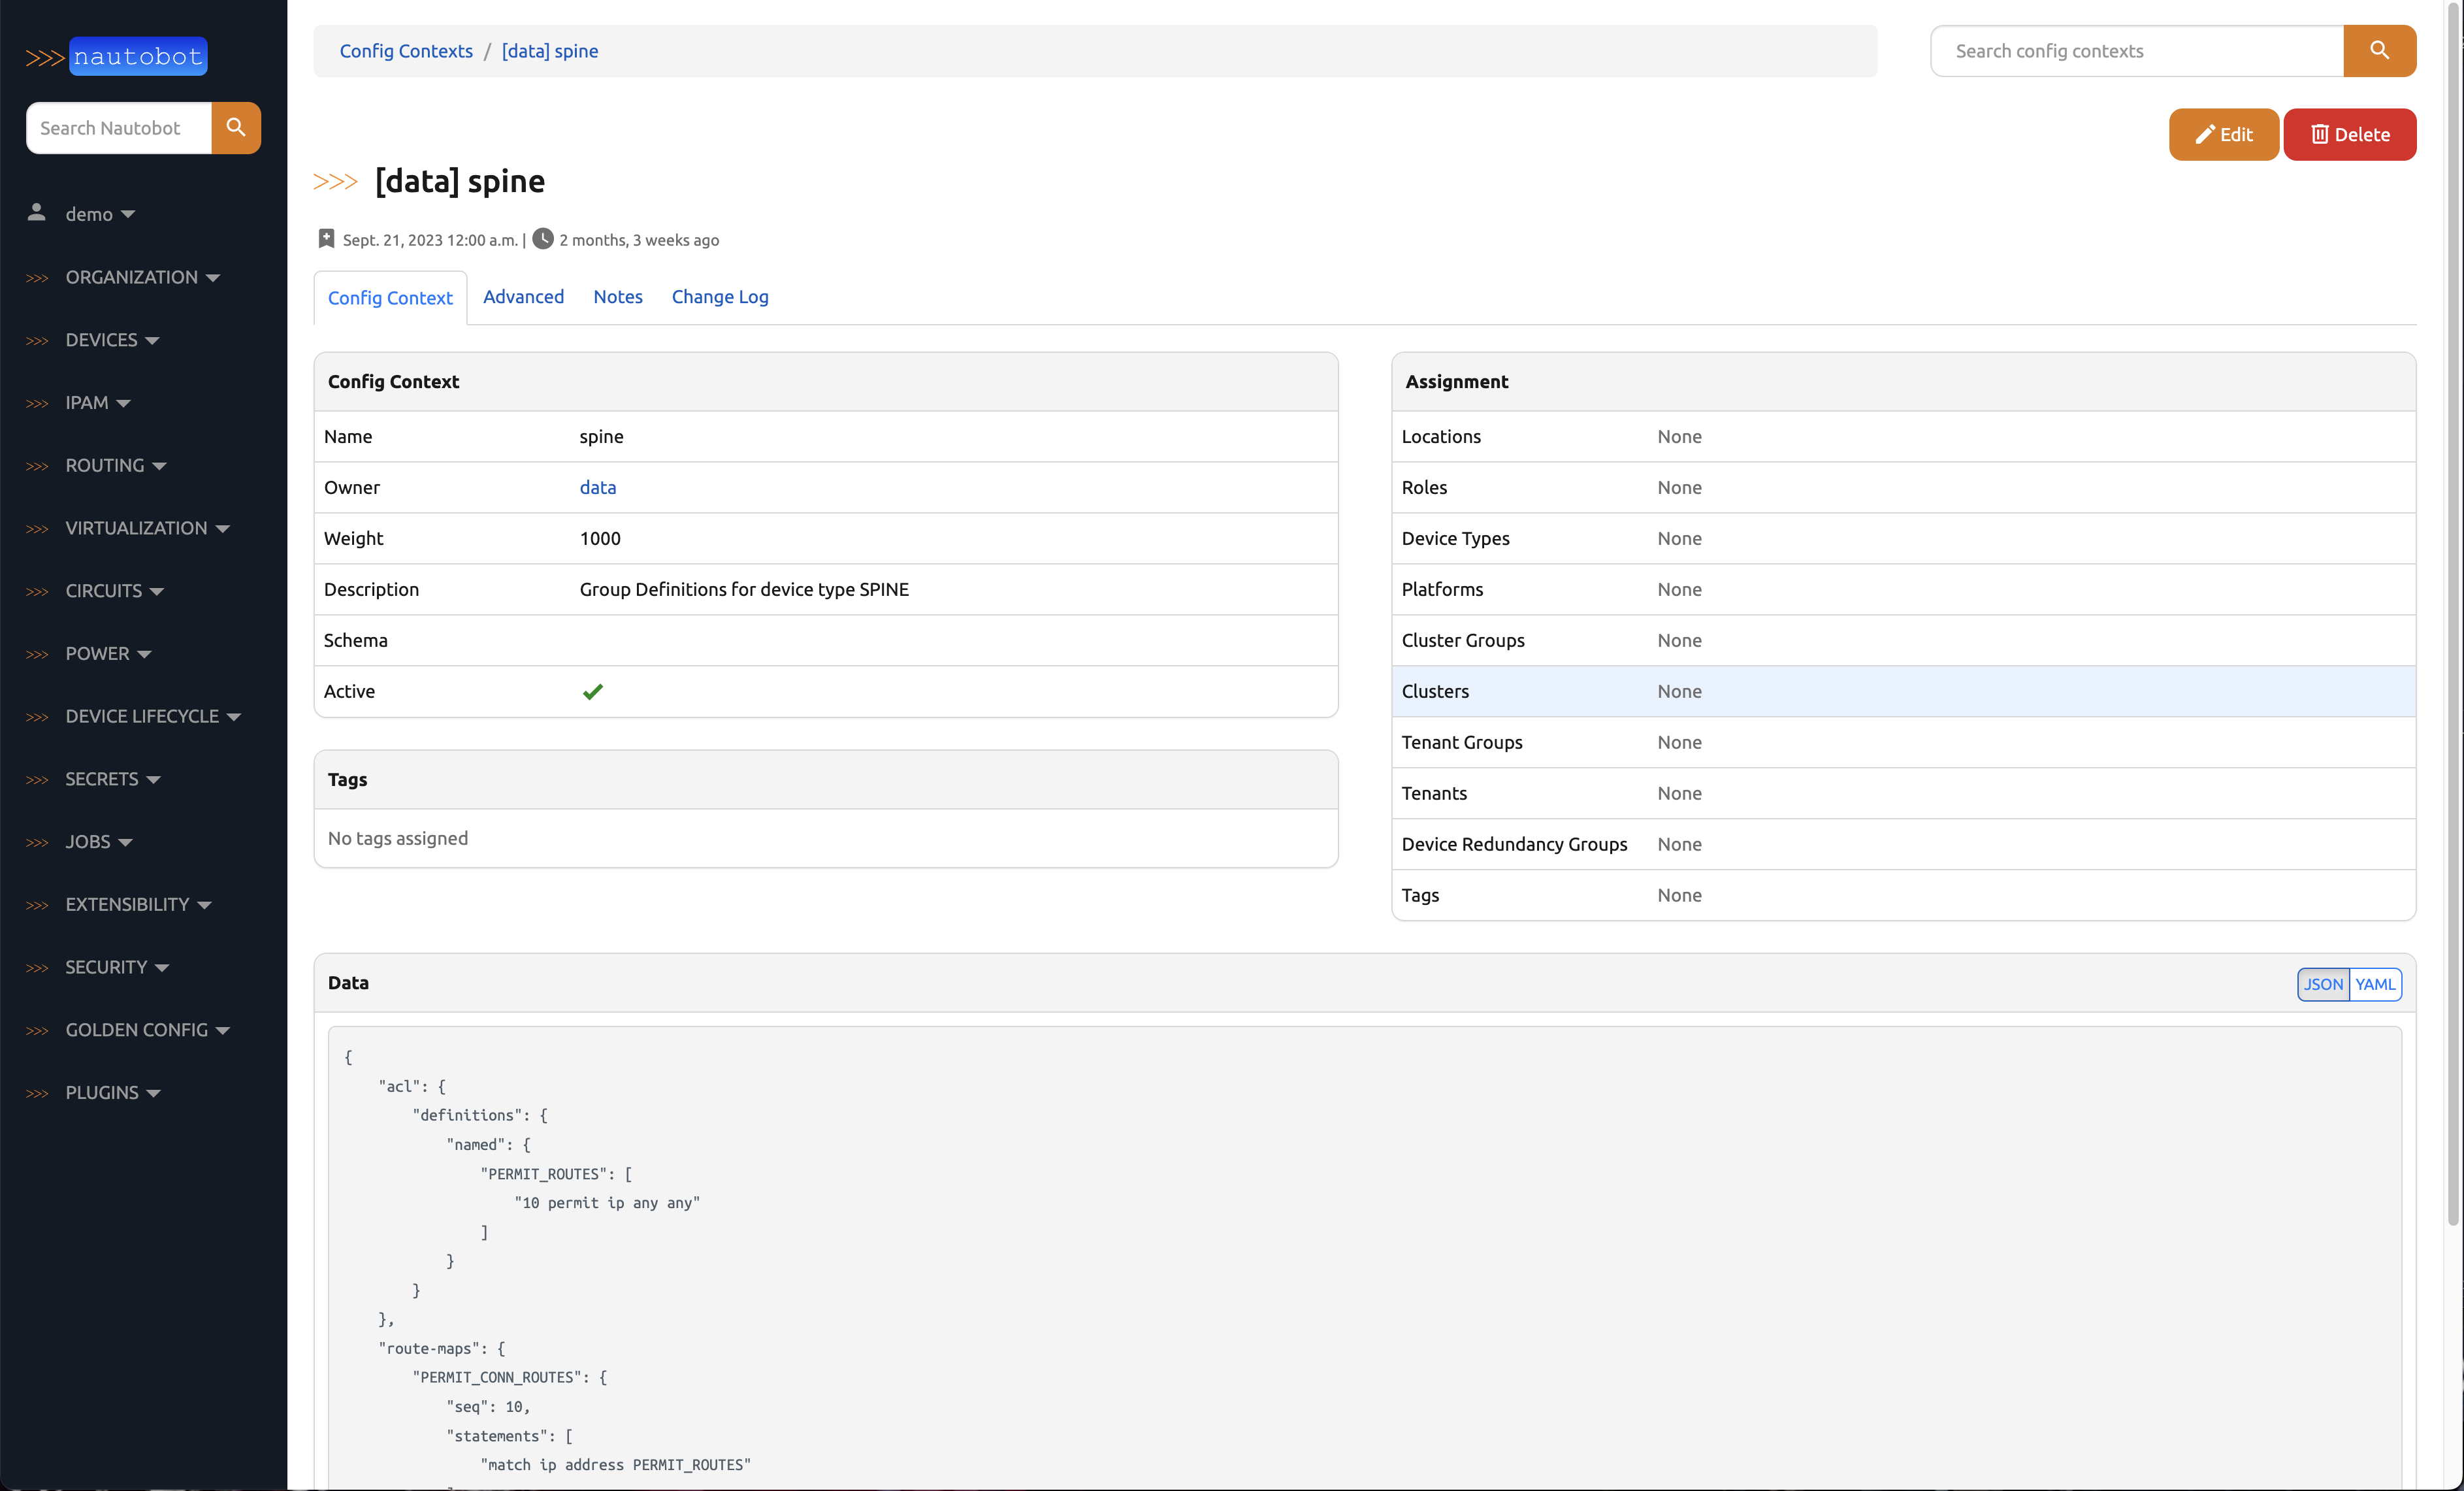 >>> nautobot
Search Nautobot
demo
>>> ORGANIZATION
>>> DEVICES
>>> IPAM
>>> ROUTING
>>> VIRTUALIZATION
>>> CIRCUITS
>>> POWER
>>> DEVICE LIFECYCLE
>>> SECRETS
>>> JOBS
>>> EXTENSIBILITY
>>> SECURITY
>>> GOLDEN CONFIG
>>> PLUGINS
Config Contexts / [data] spine
Search config contexts
Edit Delete
>>> [data] spine
Sept. 21, 2023 12:00 a.m. | 2 months, 3 weeks ago
Config Context Advanced Notes Change Log
Config Context
Name spine
Owner data
Weight 1000
Description Group Definitions for device type SPINE
Schema
Active
Tags
No tags assigned
Assignment
Locations None
Roles None
Device Types None
Platforms None
Cluster Groups None
Clusters None
Tenant Groups None
Tenants None
Device Redundancy Groups None
Tags None
Data
JSON YAML
{
"acl": {
"definitions": {
"named": {
"PERMIT_ROUTES": [
"10 permit ip any any"
]
}
}
},
"route-maps": {
"PERMIT_CONN_ROUTES": {
"seq": 10,
"statements": [
"match ip address PERMIT_ROUTES"